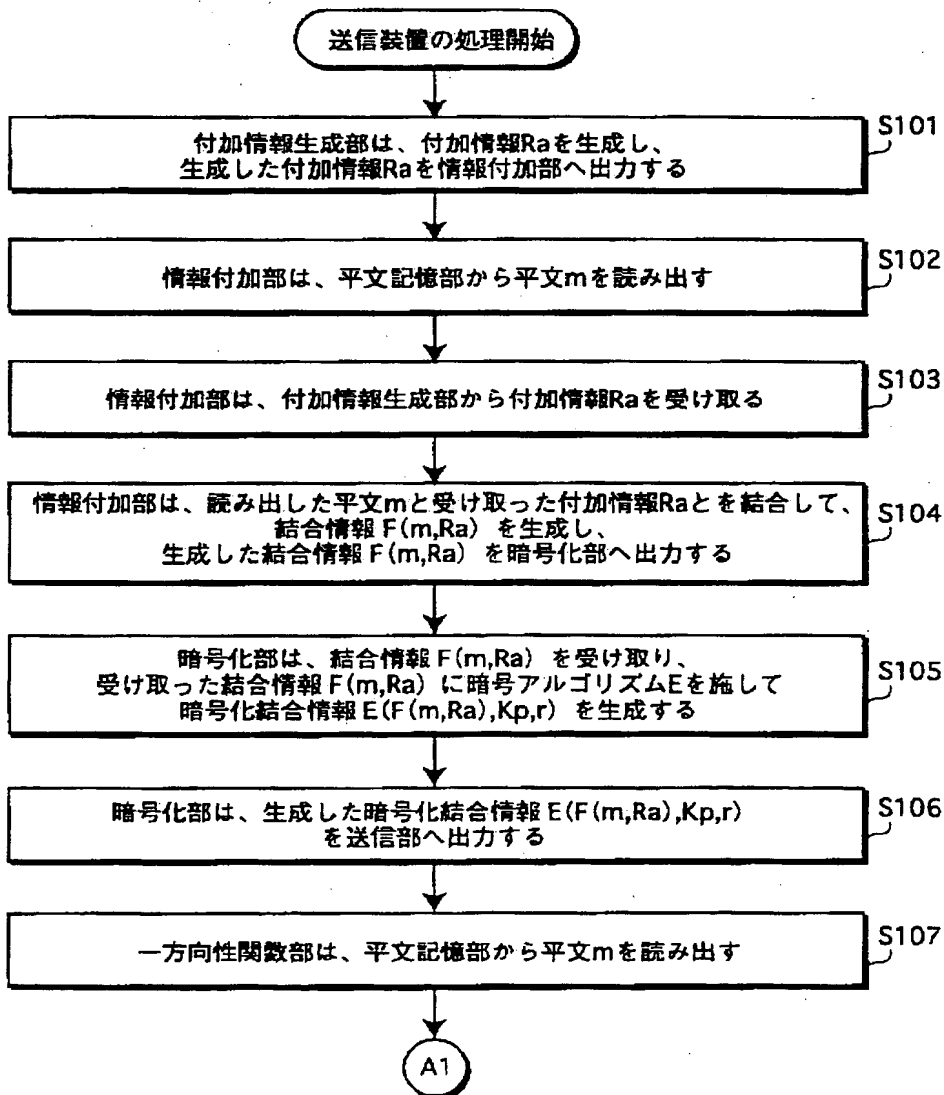 送信装置の処理開始
S101
付加情報生成部は、付加情報Raを生成し、
生成した付加情報Raを情報付加部へ出力する
S102
情報付加部は、平文記憶部から平文mを読み出す
S103
情報付加部は、付加情報生成部から付加情報Raを受け取る
S104
情報付加部は、読み出した平文mと受け取った付加情報Raとを結合して、
結合情報F(m,Ra)を生成し、
生成した結合情報F(m,Ra)を暗号化部へ出力する
S105
暗号化部は、結合情報F(m,Ra)を受け取り、
受け取った結合情報F(m,Ra)に暗号アルゴリズムEを施して
暗号化結合情報E(F(m,Ra),Kp,r)を生成する
S106
暗号化部は、生成した暗号化結合情報E(F(m,Ra),Kp,r)
を送信部へ出力する
S107
一方向性関数部は、平文記憶部から平文mを読み出す
A1